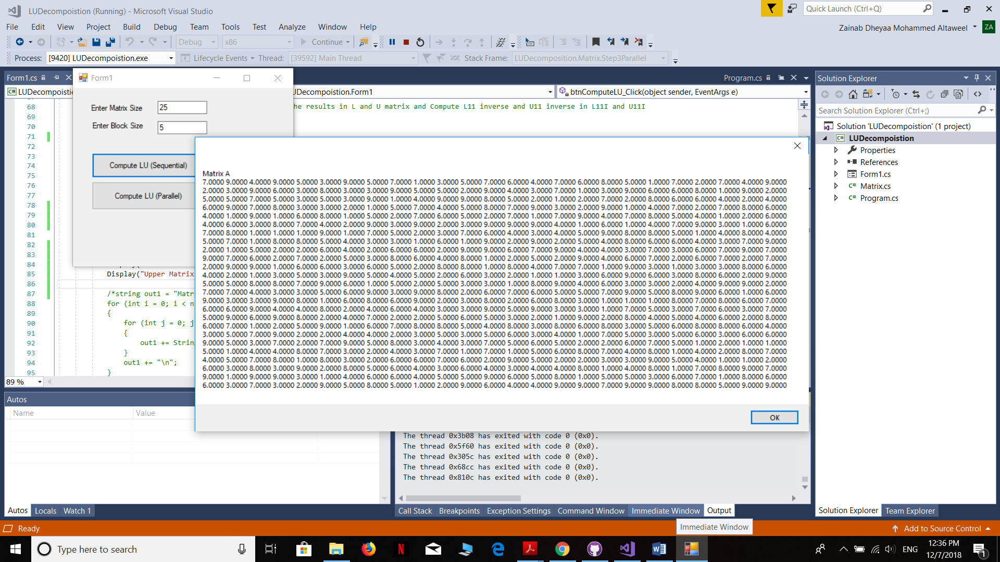 LUDecompoistion (Running) - Microsoft Visual Studio
Quick Launch (Ctrl+Q)
File Edit View Project Build Debug Team Tools Test Analyze Window Help
Zainab Dheyaa Mohammed Altaweel ZA
Debug x86 Continue
Process: [9420] LUDecompoistion.exe Lifecycle Events Thread: [39592] Main Thread Stack Frame: LUDecomposition.Matrix.Step3Parallel
Form1.cs
Form1
Program.cs
Solution Explorer
LUDecompoistic
UDecompoistion.Form1
btnComputeLU_Click(object sender, EventArgs e)
Search Solution Explorer (Ctrl+;)
Solution 'LUDecompoistion' (1 project)
LUDecompoistion
Properties
References
Form1.cs
Matrix.cs
Program.cs
Enter Matrix Size 25
Enter Block Size 5
Compute LU (Sequential)
Compute LU (Parallel)
68 he results in L and U matrix and Compute L11 inverse and U11 inverse in L11I and U11I
69
70
71
72
73
74
75
76
77
78
79
80
81
82
83
84
85 Display("Upper Matrix
86
87 /*string out1 = "Matr
88 for (int i = 0; i < n
89 {
90 for (int j = 0; j
91 {
92 out1 += Strin
93 }
94 out1 += "\n";
95 }
89 %
Matrix A
7.0000 9.0000 4.0000 9.0000 5.0000 3.0000 9.0000 5.0000 7.0000 1.0000 3.0000 5.0000 7.0000 6.0000 4.0000 7.0000 6.0000 8.0000 5.0000 1.0000 7.0000 2.0000 7.0000 4.0000 9.0000
2.0000 3.0000 9.0000 6.0000 3.0000 8.0000 3.0000 3.0000 9.0000 5.0000 5.0000 2.0000 9.0000 4.0000 3.0000 7.0000 1.0000 3.0000 9.0000 6.0000 6.0000 8.0000 1.0000 9.0000 2.0000
5.0000 5.0000 7.0000 5.0000 3.0000 5.0000 3.0000 9.0000 1.0000 4.0000 9.0000 9.0000 8.0000 5.0000 2.0000 1.0000 2.0000 7.0000 2.0000 8.0000 6.0000 6.0000 4.0000 2.0000 4.0000
6.0000 9.0000 7.0000 8.0000 3.0000 3.0000 2.0000 1.0000 5.0000 7.0000 4.0000 5.0000 8.0000 7.0000 9.0000 3.0000 2.0000 9.0000 1.0000 4.0000 7.0000 2.0000 7.0000 8.0000 6.0000
4.0000 1.0000 9.0000 1.0000 6.0000 8.0000 1.0000 5.0000 2.0000 7.0000 6.0000 5.0000 2.0000 7.0000 1.0000 7.0000 9.0000 4.0000 7.0000 8.0000 5.0000 4.0000 1.0000 2.0000 6.0000
4.0000 6.0000 3.0000 8.0000 7.0000 4.0000 2.0000 9.0000 3.0000 9.0000 2.0000 3.0000 9.0000 9.0000 9.0000 4.0000 1.0000 6.0000 1.0000 4.0000 7.0000 9.0000 3.0000 1.0000 6.0000
7.0000 8.0000 1.0000 1.0000 1.0000 9.0000 1.0000 7.0000 5.0000 2.0000 3.0000 7.0000 6.0000 4.0000 3.0000 4.0000 5.0000 9.0000 8.0000 8.0000 5.0000 1.0000 4.0000 8.0000 4.0000
5.0000 7.0000 1.0000 8.0000 8.0000 5.0000 4.0000 3.0000 3.0000 1.0000 6.0000 1.0000 9.0000 2.0000 9.0000 2.0000 5.0000 4.0000 8.0000 6.0000 6.0000 4.0000 3.0000 7.0000 9.0000
2.0000 1.0000 5.0000 2.0000 2.0000 6.0000 4.0000 2.0000 6.0000 2.0000 2.0000 9.0000 9.0000 6.0000 7.0000 9.0000 4.0000 4.0000 3.0000 7.0000 7.0000 3.0000 6.0000 9.0000 7.0000
9.0000 7.0000 6.0000 2.0000 7.0000 2.0000 5.0000 3.0000 8.0000 6.0000 4.0000 8.0000 1.0000 2.0000 5.0000 2.0000 9.0000 4.0000 6.0000 7.0000 2.0000 6.0000 7.0000 2.0000 7.0000
2.0000 9.0000 9.0000 1.0000 6.0000 6.0000 3.0000 6.0000 5.0000 2.0000 8.0000 8.0000 1.0000 8.0000 4.0000 7.0000 7.0000 1.0000 9.0000 3.0000 1.0000 3.0000 3.0000 8.0000 6.0000
4.0000 2.0000 1.0000 3.0000 5.0000 3.0000 9.0000 5.0000 4.0000 5.0000 2.0000 6.0000 3.0000 2.0000 1.0000 1.0000 3.0000 6.0000 9.0000 6.0000 3.0000 8.0000 6.0000 2.0000 9.0000
5.0000 5.0000 8.0000 8.0000 7.0000 9.0000 6.0000 1.0000 5.0000 2.0000 5.0000 3.0000 3.0000 1.0000 8.0000 9.0000 4.0000 6.0000 3.0000 3.0000 2.0000 4.0000 9.0000 9.0000 2.0000
7.0000 7.0000 4.0000 3.0000 3.0000 5.0000 6.0000 9.0000 3.0000 9.0000 8.0000 2.0000 6.0000 7.0000 6.0000 5.0000 5.0000 7.0000 9.0000 5.0000 8.0000 9.0000 6.0000 1.0000 6.0000
9.0000 3.0000 3.0000 9.0000 8.0000 1.0000 6.0000 8.0000 6.0000 9.0000 2.0000 3.0000 8.0000 2.0000 6.0000 8.0000 3.0000 1.0000 1.0000 1.0000 8.0000 7.0000 8.0000 6.0000 7.0000
6.0000 6.0000 9.0000 4.0000 4.0000 8.0000 2.0000 4.0000 6.0000 4.0000 3.0000 3.0000 9.0000 5.0000 9.0000 3.0000 3.0000 1.0000 7.0000 5.0000 3.0000 7.0000 6.0000 3.0000 7.0000
5.0000 9.0000 6.0000 9.0000 8.0000 2.0000 4.0000 7.0000 2.0000 2.0000 5.0000 6.0000 5.0000 3.0000 2.0000 1.0000 9.0000 2.0000 8.0000 4.0000 5.0000 4.0000 6.0000 2.0000 8.0000
6.0000 7.0000 1.0000 2.0000 5.0000 9.0000 1.0000 6.0000 7.0000 8.0000 8.0000 5.0000 4.0000 8.0000 3.0000 8.0000 6.0000 8.0000 3.0000 8.0000 6.0000 8.0000 8.0000 6.0000 4.0000
3.0000 5.0000 7.0000 9.0000 2.0000 2.0000 4.0000 4.0000 2.0000 3.0000 5.0000 3.0000 5.0000 6.0000 3.0000 4.0000 1.0000 7.0000 5.0000 3.0000 5.0000 6.0000 3.0000 6.0000 6.0000
9.0000 5.0000 3.0000 7.0000 2.0000 7.0000 9.0000 5.0000 8.0000 3.0000 4.0000 3.0000 7.0000 5.0000 6.0000 5.0000 2.0000 2.0000 6.0000 7.0000 5.0000 1.0000 2.0000 1.0000 1.0000
5.0000 1.0000 4.0000 4.0000 8.0000 7.0000 3.0000 2.0000 4.0000 3.0000 7.0000 1.0000 7.0000 1.0000 5.0000 6.0000 8.0000 7.0000 4.0000 8.0000 1.0000 4.0000 2.0000 8.0000 7.0000
4.0000 5.0000 7.0000 8.0000 1.0000 8.0000 3.0000 2.0000 6.0000 6.0000 7.0000 6.0000 2.0000 9.0000 5.0000 2.0000 2.0000 3.0000 3.0000 9.0000 5.0000 4.0000 1.0000 1.0000 2.0000
6.0000 3.0000 8.0000 3.0000 9.0000 2.0000 8.0000 5.0000 6.0000 4.0000 3.0000 6.0000 4.0000 3.0000 4.0000 4.0000 8.0000 1.0000 4.0000 8.0000 1.0000 7.0000 8.0000 9.0000 7.0000
9.0000 1.0000 9.0000 9.0000 3.0000 1.0000 4.0000 6.0000 6.0000 4.0000 5.0000 5.0000 9.0000 6.0000 5.0000 8.0000 1.0000 5.0000 5.0000 3.0000 6.0000 7.0000 1.0000 8.0000 6.0000
6.0000 3.0000 7.0000 3.0000 2.0000 9.0000 5.0000 8.0000 5.0000 1.0000 2.0000 9.0000 6.0000 4.0000 4.0000 9.0000 9.0000 7.0000 9.0000 9.0000 8.0000 8.0000 5.0000 9.0000 9.0000
OK
Autos
Name Value
The thread 0x3b08 has exited with code 0 (0x0).
The thread 0x5f60 has exited with code 0 (0x0).
The thread 0x305c has exited with code 0 (0x0).
The thread 0x68cc has exited with code 0 (0x0).
The thread 0x810c has exited with code 0 (0x0).
Autos Locals Watch 1
Call Stack Breakpoints Exception Settings Command Window Immediate Window Output
Solution Explorer Team Explorer
Immediate Window
Ready
Add to Source Control
Type here to search
ENG
12:36 PM
12/7/2018
1